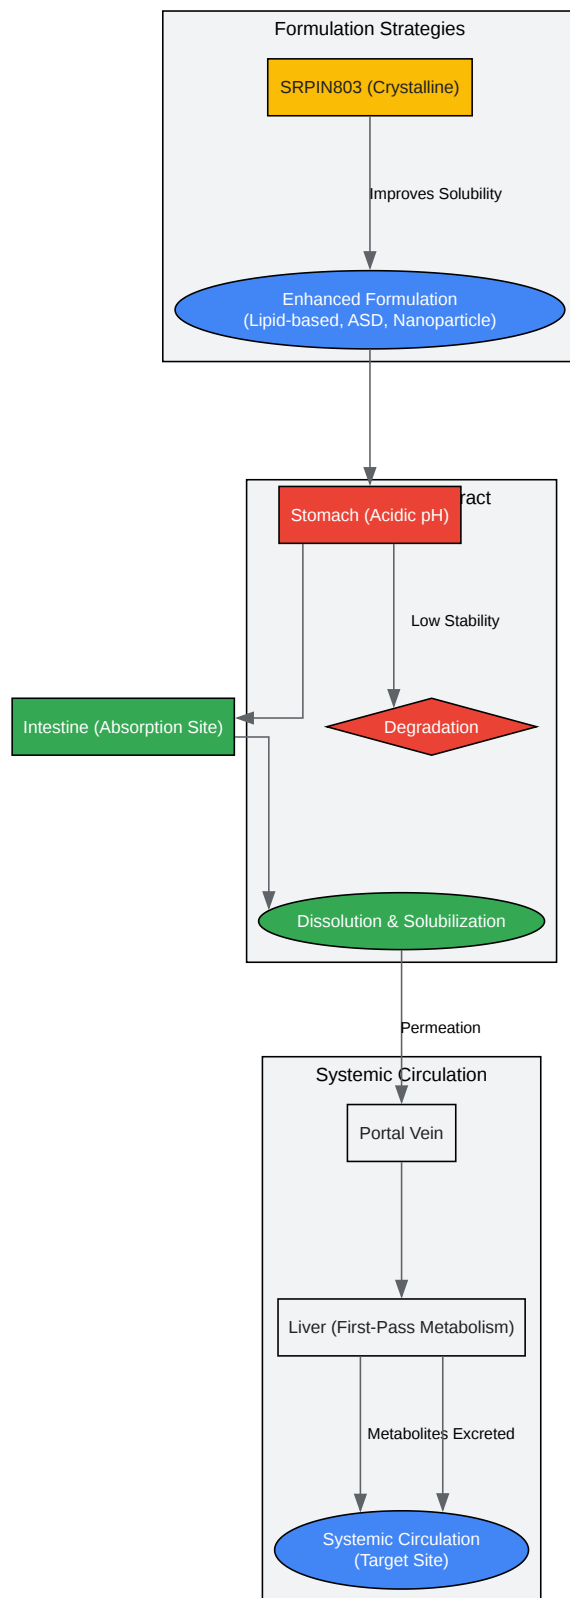 Formulation Strategies
SRPIN803 (Crystalline)
Improves Solubility
Enhanced Formulation
(Lipid-based, ASD, Nanoparticle)
Stomach (Acidic pH)
Low Stability
Intestine (Absorption Site)
Degradation
Dissolution & Solubilization
Permeation
Systemic Circulation
Portal Vein
Liver (First-Pass Metabolism)
Metabolites Excreted
Systemic Circulation
(Target Site)